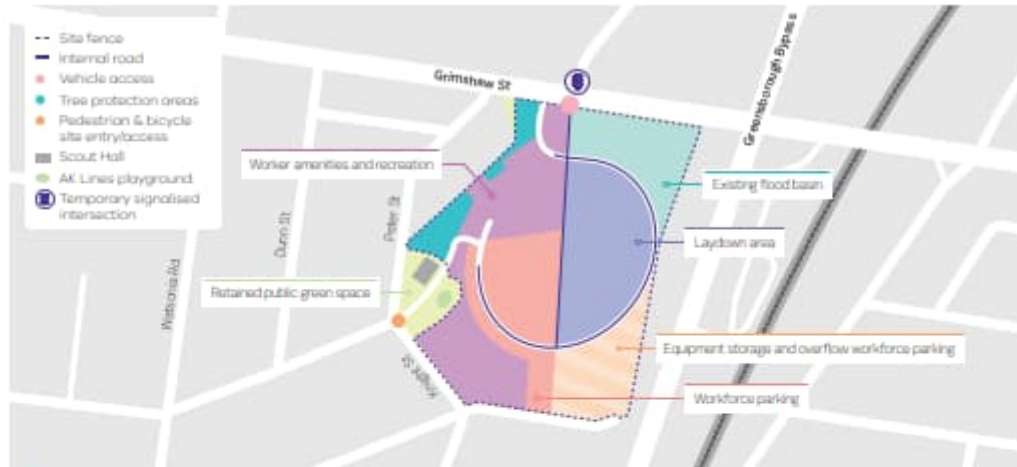 Site fence
Internal road
Vehicle access
Tree protection areas
Pedestrian & bicycle
site entry/access
Scout Hall
AK Lines playground
Temporary signalised
intersection
Grimshaw St
Greensborough Bypass
Worker amenities and recreation
Existing flood basin
Peter St
Dunn St
Laydown area
Watsonia Rd
Retained public green space
Equipment storage and overflow workforce parking
Knight St
Workforce parking